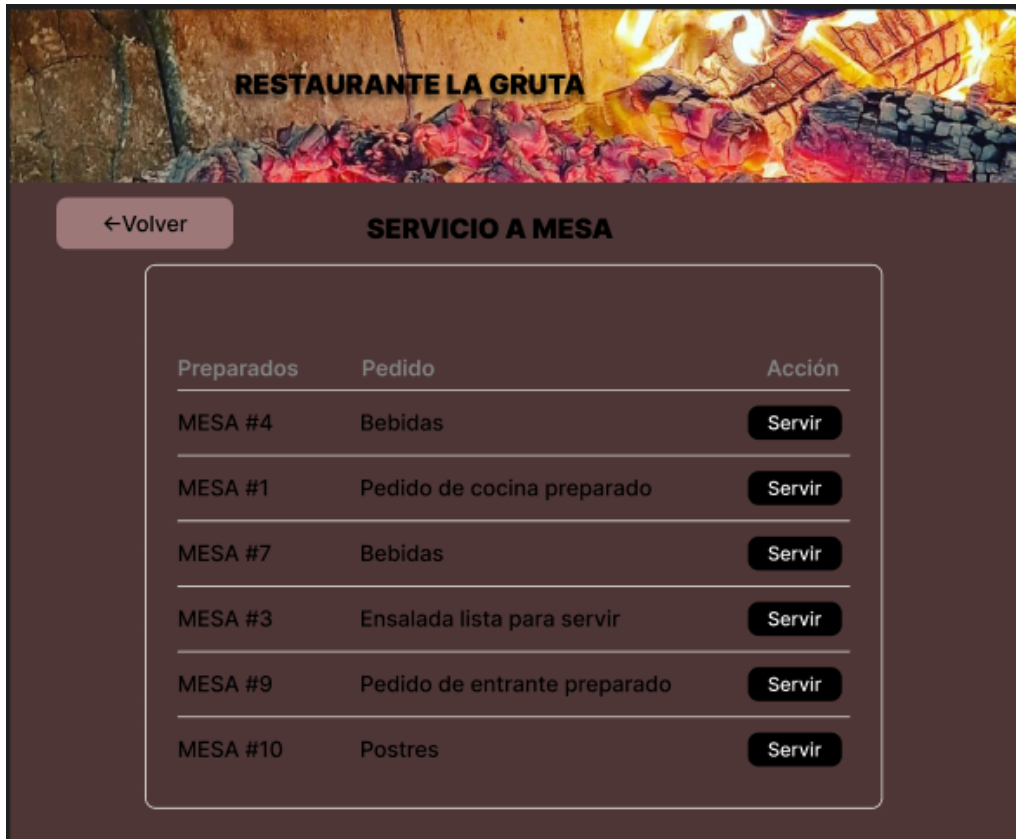 RESTAURANTE LA GRUTA
←Volver
SERVICIO A MESA
Preparados Pedido Acción
MESA #4 Bebidas Servir
MESA #1 Pedido de cocina preparado Servir
MESA #7 Bebidas Servir
MESA #3 Ensalada lista para servir Servir
MESA #9 Pedido de entrante preparado Servir
MESA #10 Postres Servir